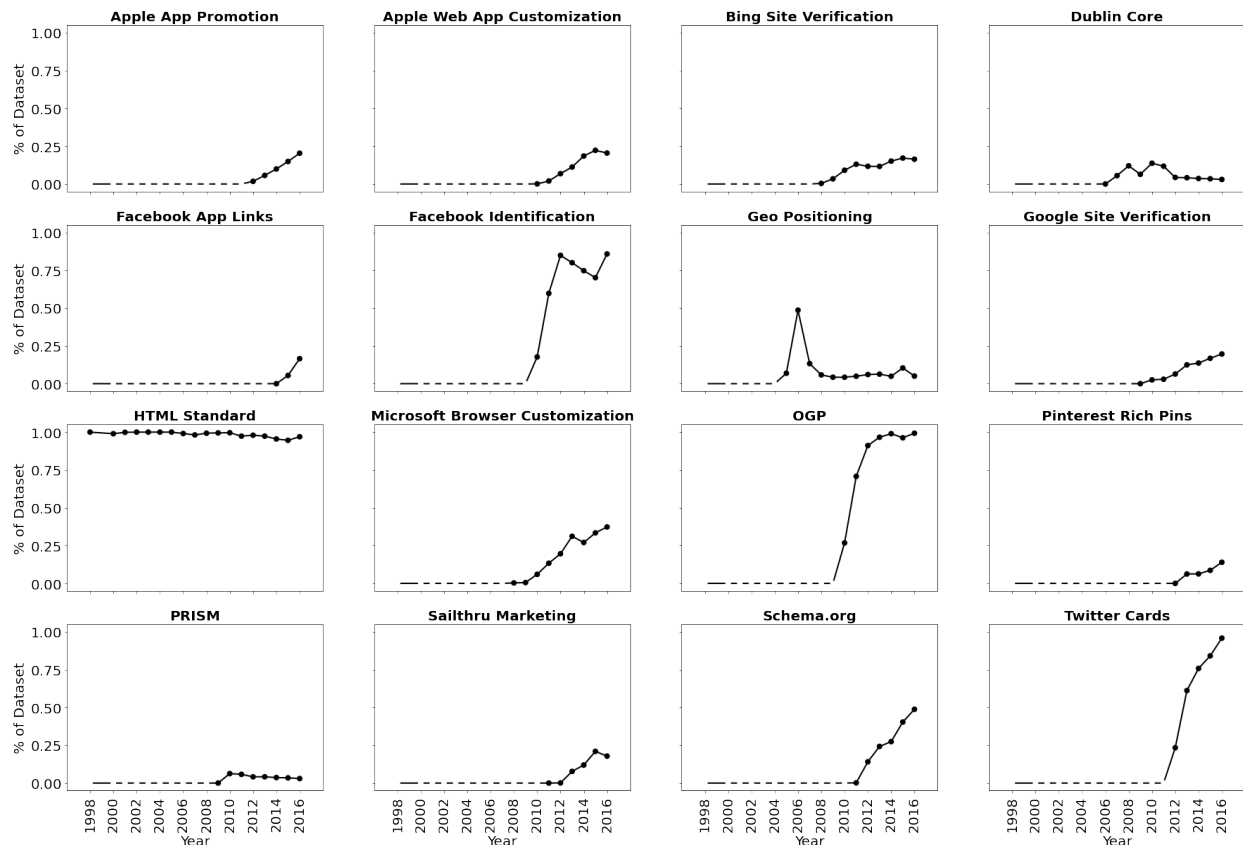 Apple App Promotion
Apple Web App Customization
Bing Site Verification
Dublin Core
% of Dataset
1.00
0.75
0.50
0.25
0.00
Facebook App Links
Facebook Identification
Geo Positioning
Google Site Verification
% of Dataset
1.00
0.75
0.50
0.25
0.00
HTML Standard
Microsoft Browser Customization
OGP
Pinterest Rich Pins
% of Dataset
1.00
0.75
0.50
0.25
0.00
PRISM
Sailthru Marketing
Schema.org
Twitter Cards
% of Dataset
1.00
0.75
0.50
0.25
0.00
1998 2000 2002 2004 2006 2008 2010 2012 2014 2016
1998 2000 2002 2004 2006 2008 2010 2012 2014 2016
1998 2000 2002 2004 2006 2008 2010 2012 2014 2016
1998 2000 2002 2004 2006 2008 2010 2012 2014 2016
Year
Year
Year
Year